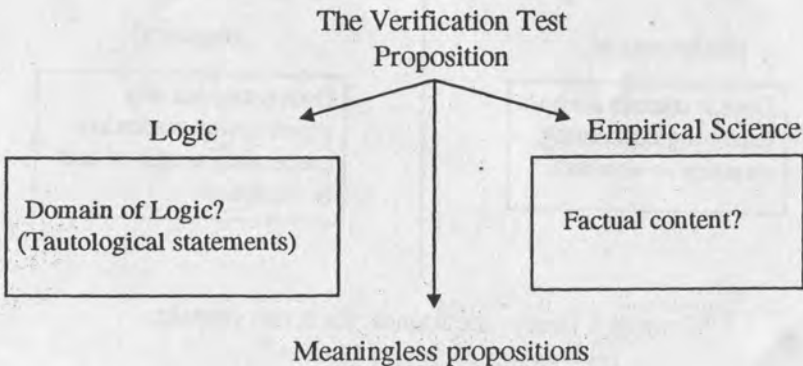 The Verification Test
Proposition
Logic
Empirical Science
Domain of Logic?
(Tautological statements)
Factual content?
Meaningless propositions